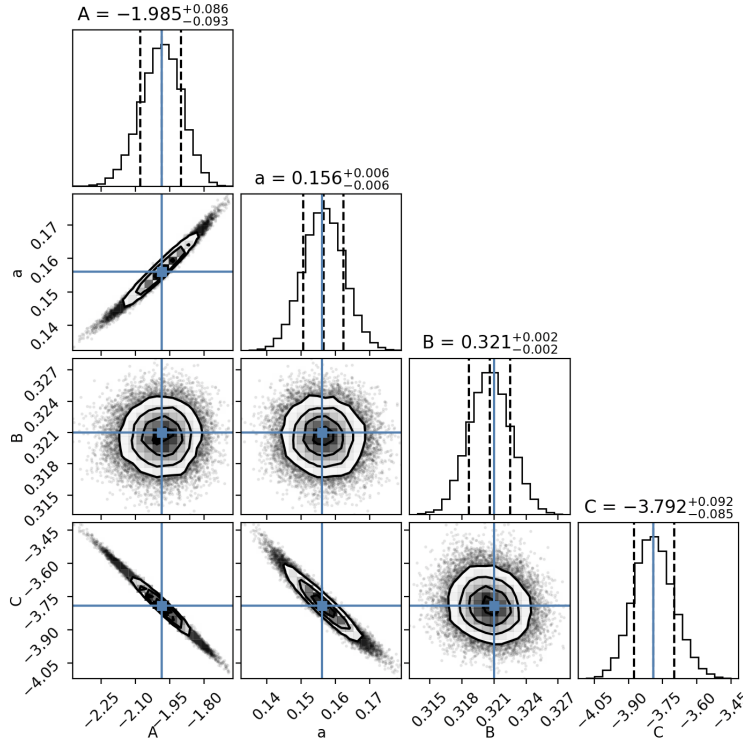 A = −1.985+0.086−0.093
a = 0.156+0.006−0.006
0.17
0.16
0.15
0.14
a
B = 0.321+0.002−0.002
0.327
0.324
0.321
0.318
0.315
B
C = −3.792+0.092−0.085
−3.45
−3.60
−3.75
−3.90
−4.05
C
−2.25 −2.10 −1.95 −1.80
A
0.14 0.15 0.16 0.17
a
0.315 0.318 0.321 0.324 0.327
B
−4.05 −3.90 −3.75 −3.60 −3.45
C